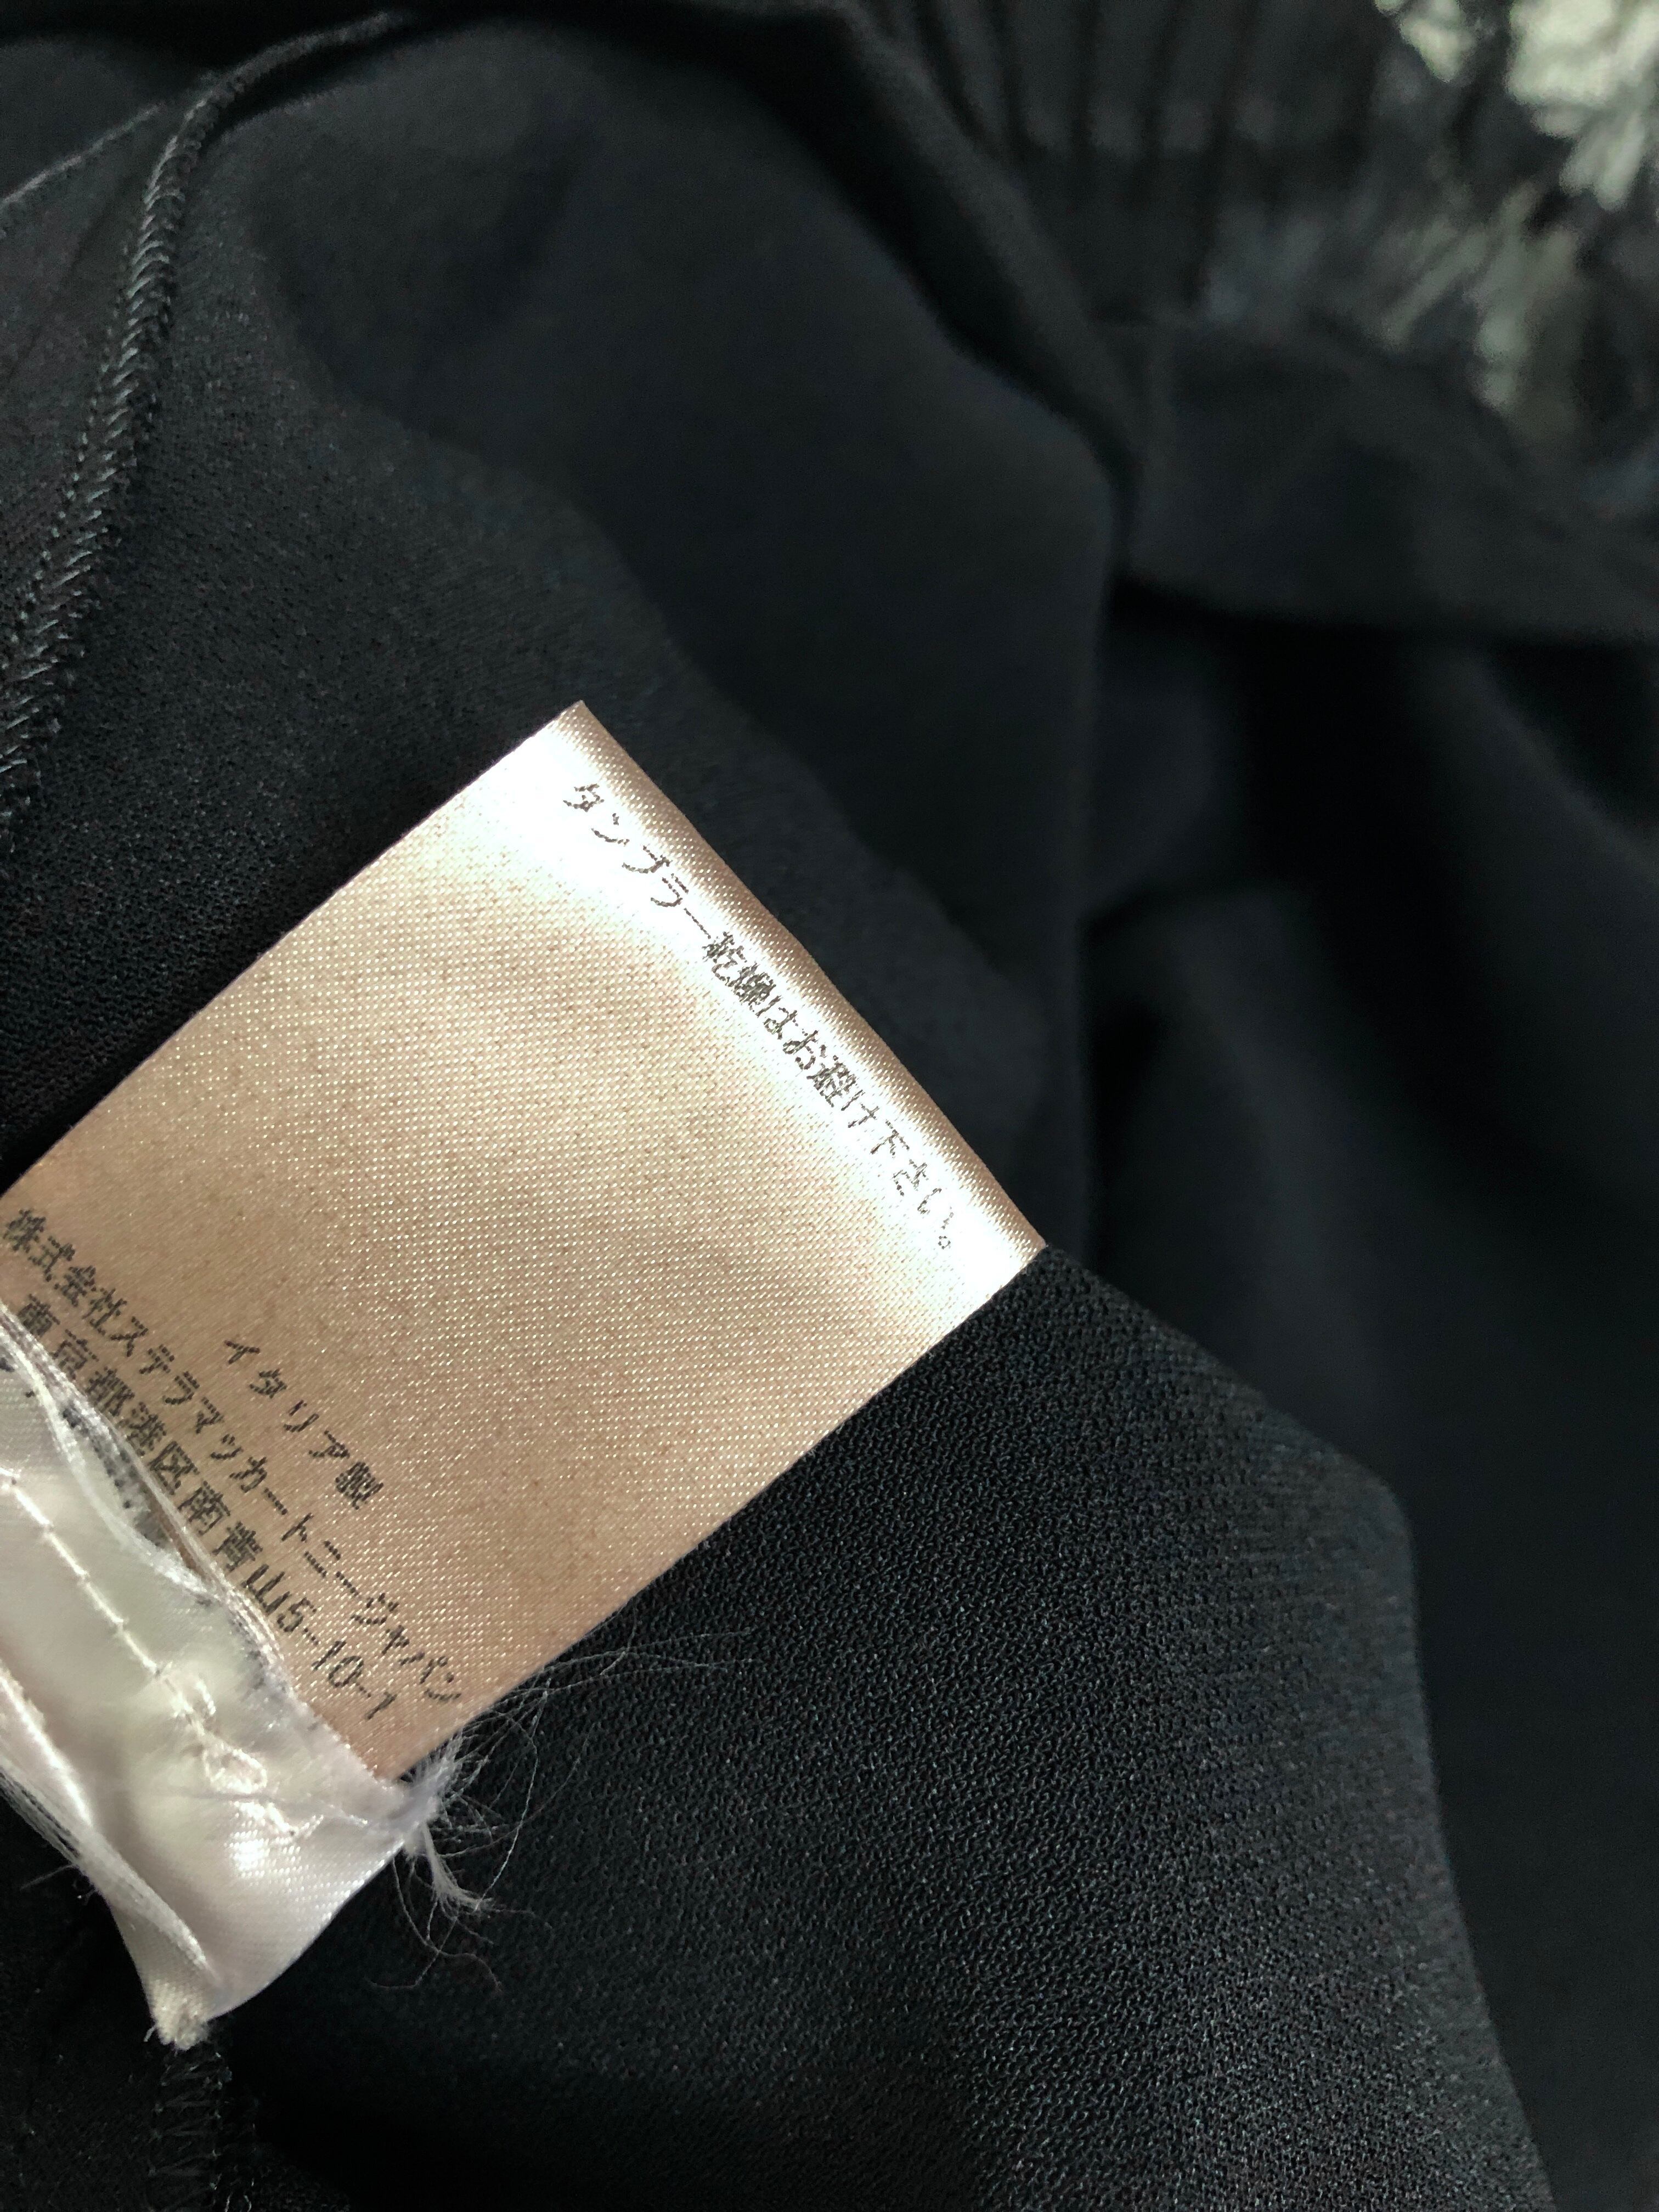 タンブラー乾燥はお避け下さい。
イタリア製
株式会社ステラマッカートニージャパン
東京都港区南青山5-10-1